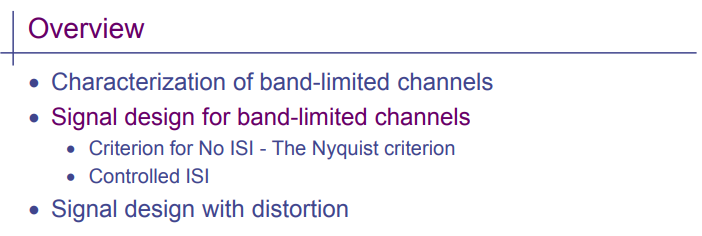 Overview
Characterization of band-limited channels
Signal design for band-limited channels
Criterion for No ISI - The Nyquist criterion
Controlled ISI
Signal design with distortion